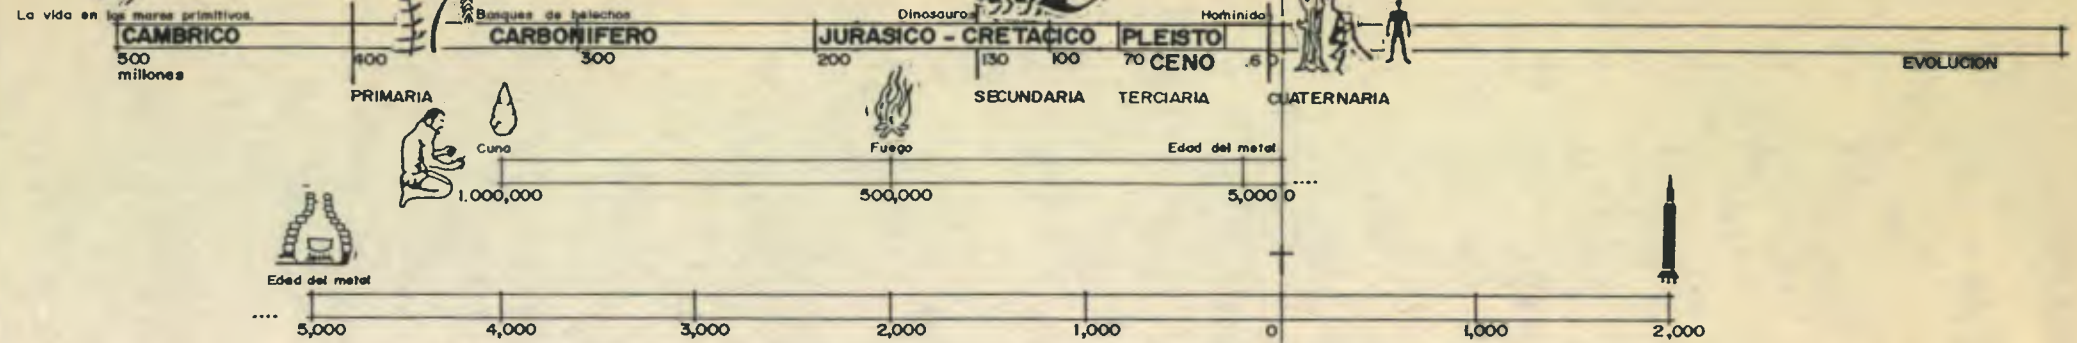 La vida en los mares primitivos. Bosques de helechos Dinosauros Hominido
CAMBRICO CARBONIFERO JURASICO - CRETACICO PLEISTO
500 400 300 200 130 100 70 CENO .6 0 EVOLUCION
millones
PRIMARIA SECUNDARIA TERCIARIA CUATERNARIA
Cuna Fuego Edad del metal
1.000,000 500,000 5,000 0 ....
Edad del metal
.... 5,000 4,000 3,000 2,000 1,000 0 1,000 2,000